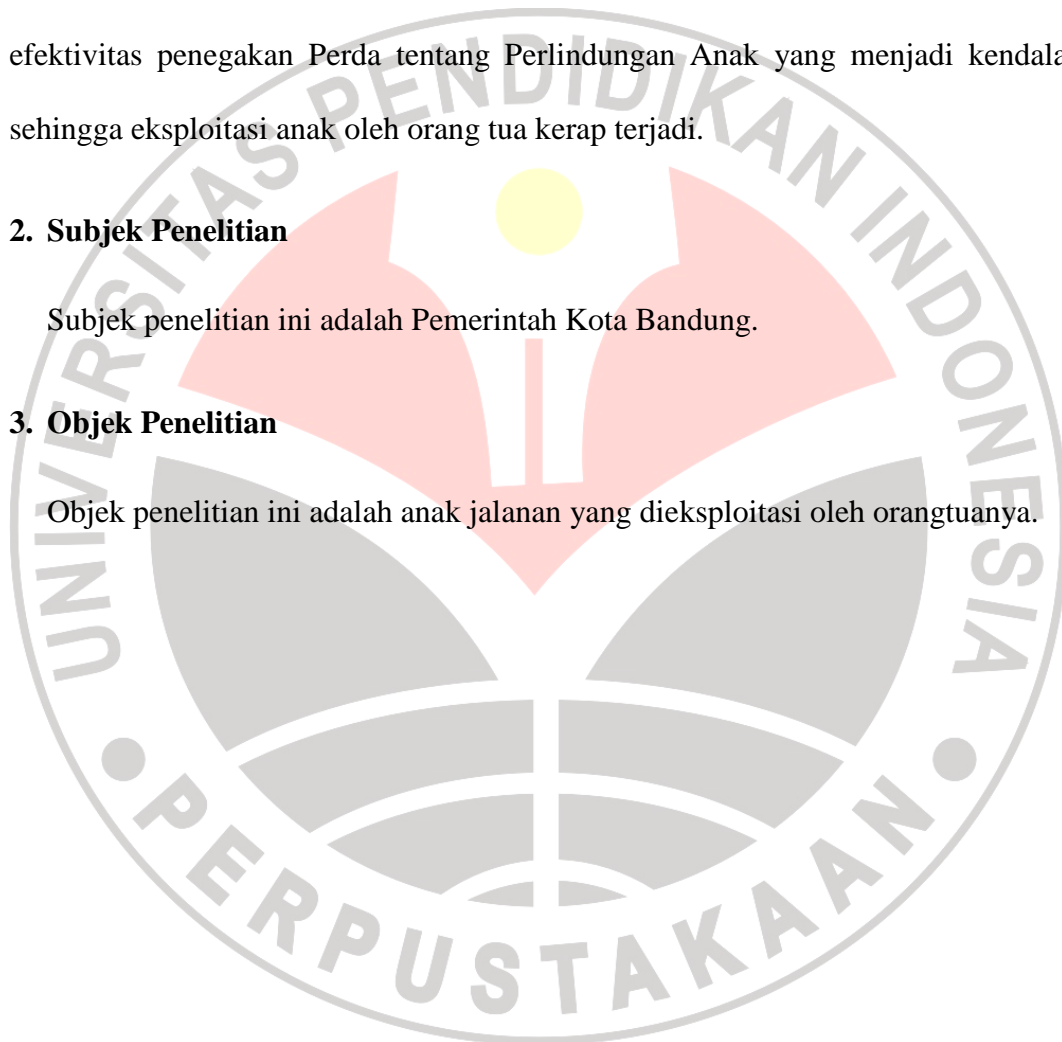 efektivitas penegakan Perda tentang Perlindungan Anak yang menjadi kendala
sehingga eksploitasi anak oleh orang tua kerap terjadi.
2. Subjek Penelitian
Subjek penelitian ini adalah Pemerintah Kota Bandung.
3. Objek Penelitian
Objek penelitian ini adalah anak jalanan yang dieksploitasi oleh orangtuanya.
UNIVERSITAS PENDIDIKAN INDONESIA
PERPUSTAKAAN